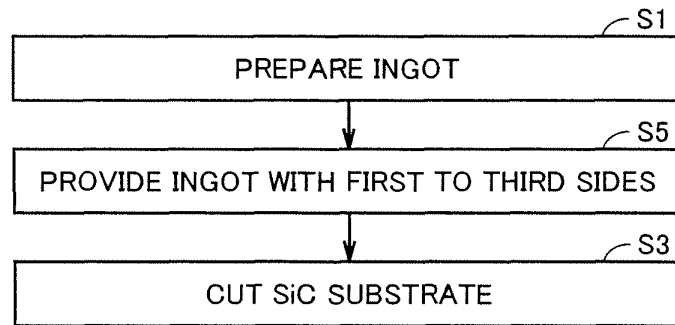 S1
PREPARE INGOT
S5
PROVIDE INGOT WITH FIRST TO THIRD SIDES
S3
CUT SiC SUBSTRATE